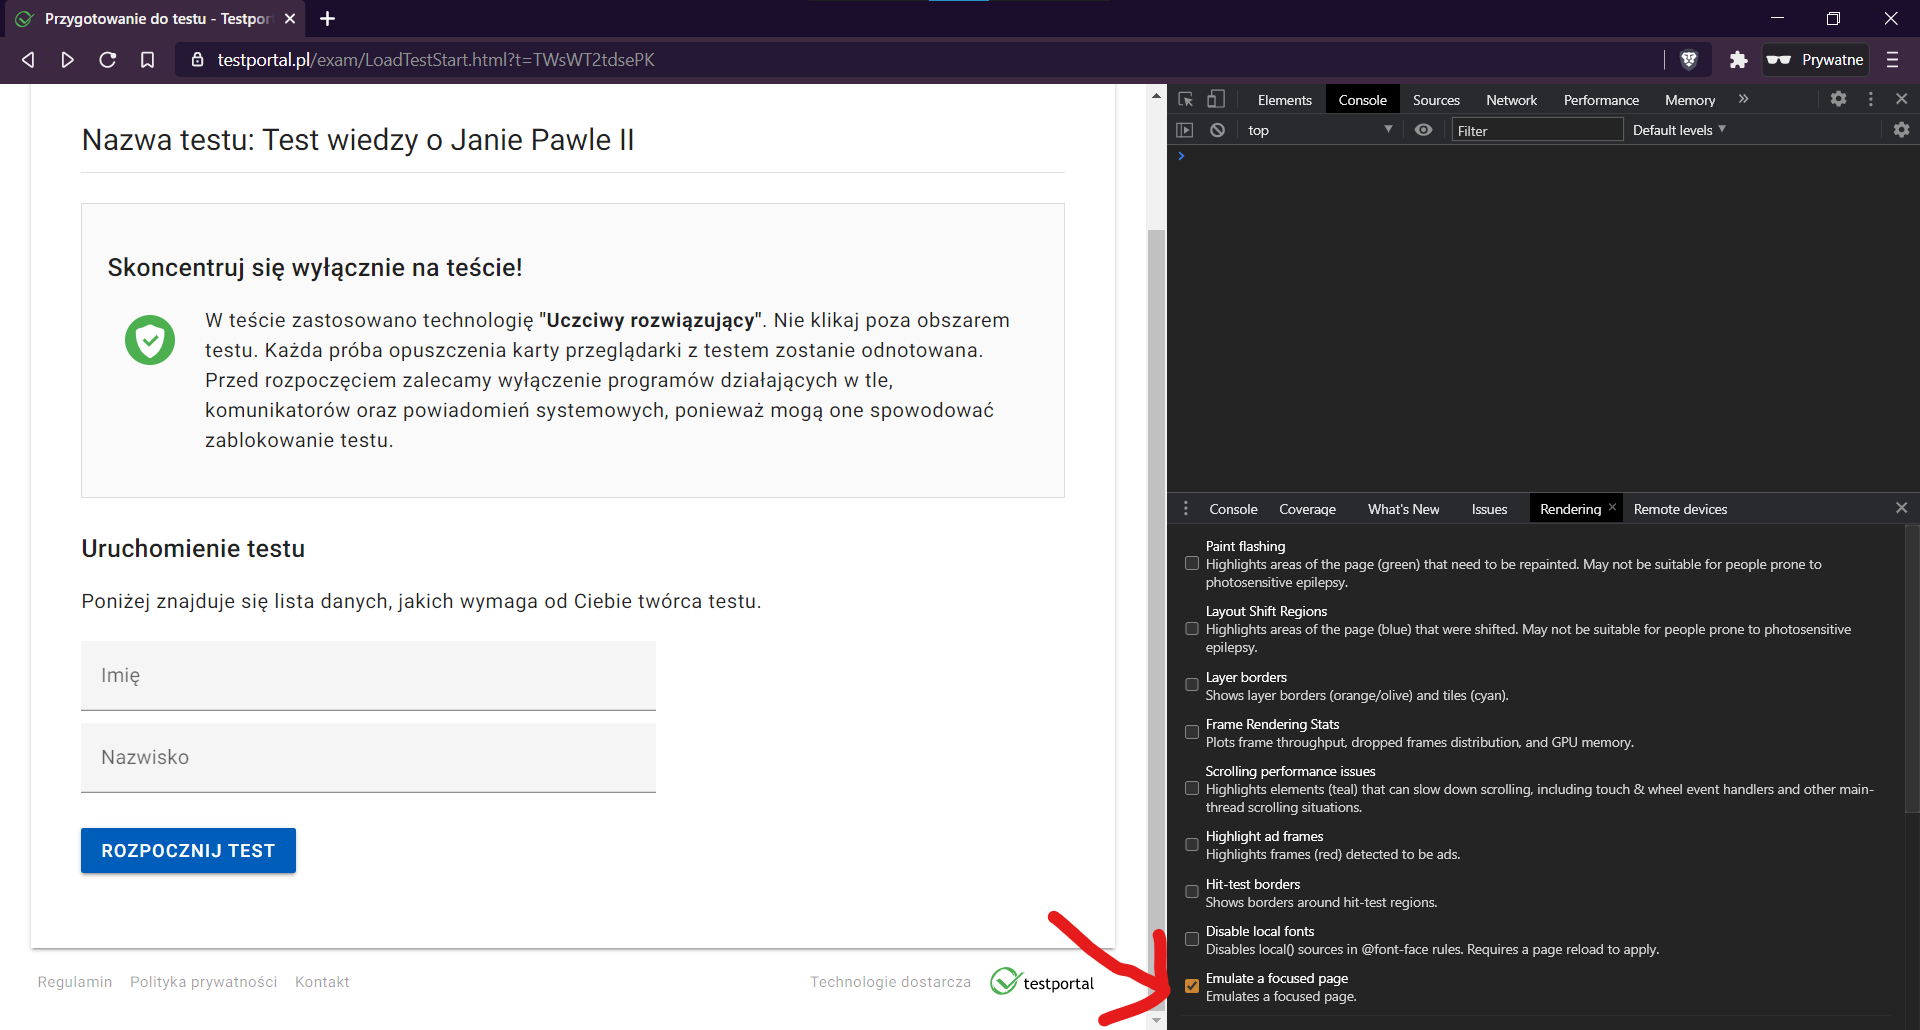 Przygotowanie do testu - Testpor
testportal.pl/exam/LoadTestStart.html?t=TWsWT2tdsePK
Prywatne
Nazwa testu: Test wiedzy o Janie Pawle II
Skoncentruj się wyłącznie na teście!
W teście zastosowano technologię "Uczciwy rozwiązujący". Nie klikaj poza obszarem
testu. Każda próba opuszczenia karty przeglądarki z testem zostanie odnotowana.
Przed rozpoczęciem zalecamy wyłączenie programów działających w tle,
komunikatorów oraz powiadomień systemowych, ponieważ mogą one spowodować
zablokowanie testu.
Uruchomienie testu
Poniżej znajduje się lista danych, jakich wymaga od Ciebie twórca testu.
Imię
Nazwisko
ROZPOCZNIJ TEST
Regulamin Polityka prywatności Kontakt
Technologie dostarcza testportal
Elements Console Sources Network Performance Memory
top Filter Default levels
Console Coverage What's New Issues Rendering Remote devices
Paint flashing
Highlights areas of the page (green) that need to be repainted. May not be suitable for people prone to
photosensitive epilepsy.
Layout Shift Regions
Highlights areas of the page (blue) that were shifted. May not be suitable for people prone to photosensitive
epilepsy.
Layer borders
Shows layer borders (orange/olive) and tiles (cyan).
Frame Rendering Stats
Plots frame throughput, dropped frames distribution, and GPU memory.
Scrolling performance issues
Highlights elements (teal) that can slow down scrolling, including touch & wheel event handlers and other main-
thread scrolling situations.
Highlight ad frames
Highlights frames (red) detected to be ads.
Hit-test borders
Shows borders around hit-test regions.
Disable local fonts
Disables local() sources in @font-face rules. Requires a page reload to apply.
Emulate a focused page
Emulates a focused page.